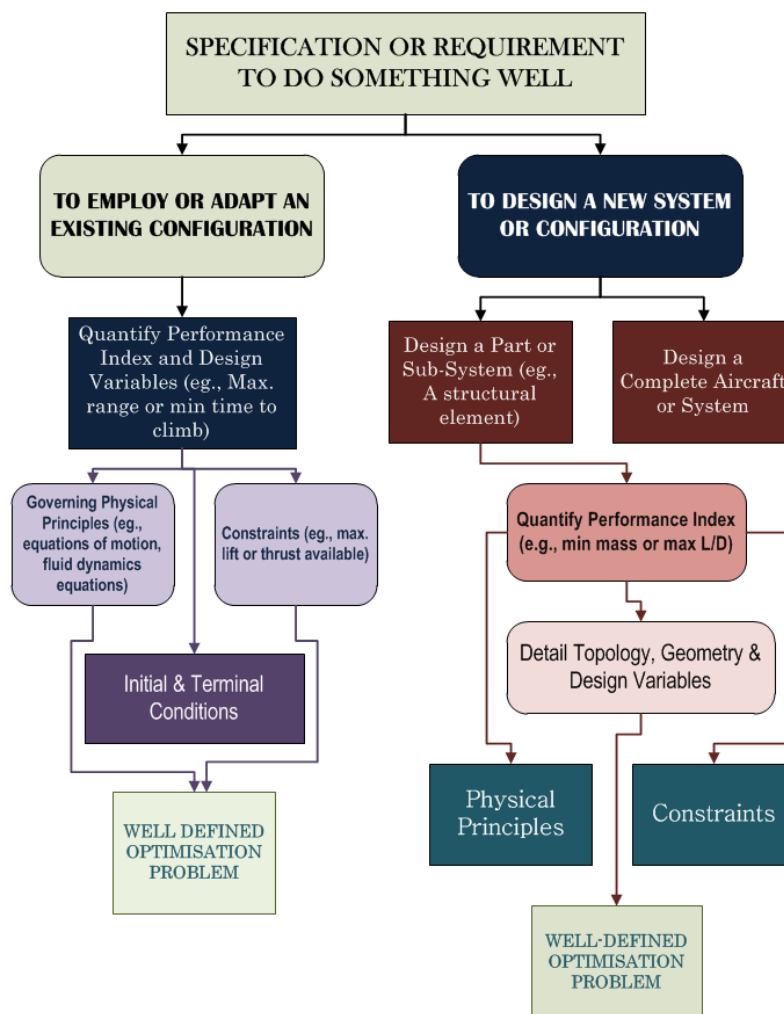 SPECIFICATION OR REQUIREMENT
TO DO SOMETHING WELL
TO EMPLOY OR ADAPT AN
EXISTING CONFIGURATION
TO DESIGN A NEW SYSTEM
OR CONFIGURATION
Quantify Performance
Index and Design
Variables (eg., Max.
range or min time to
climb)
Design a Part or
Sub-System (eg.,
A structural
element)
Design a
Complete Aircraft
or System
Governing Physical
Principles (eg.,
equations of motion,
fluid dynamics
equations)
Constraints (eg., max.
lift or thrust available)
Quantify Performance Index
(e.g., min mass or max L/D)
Initial & Terminal
Conditions
Detail Topology, Geometry &
Design Variables
Physical
Principles
Constraints
WELL DEFINED
OPTIMISATION
PROBLEM
WELL-DEFINED
OPTIMISATION
PROBLEM